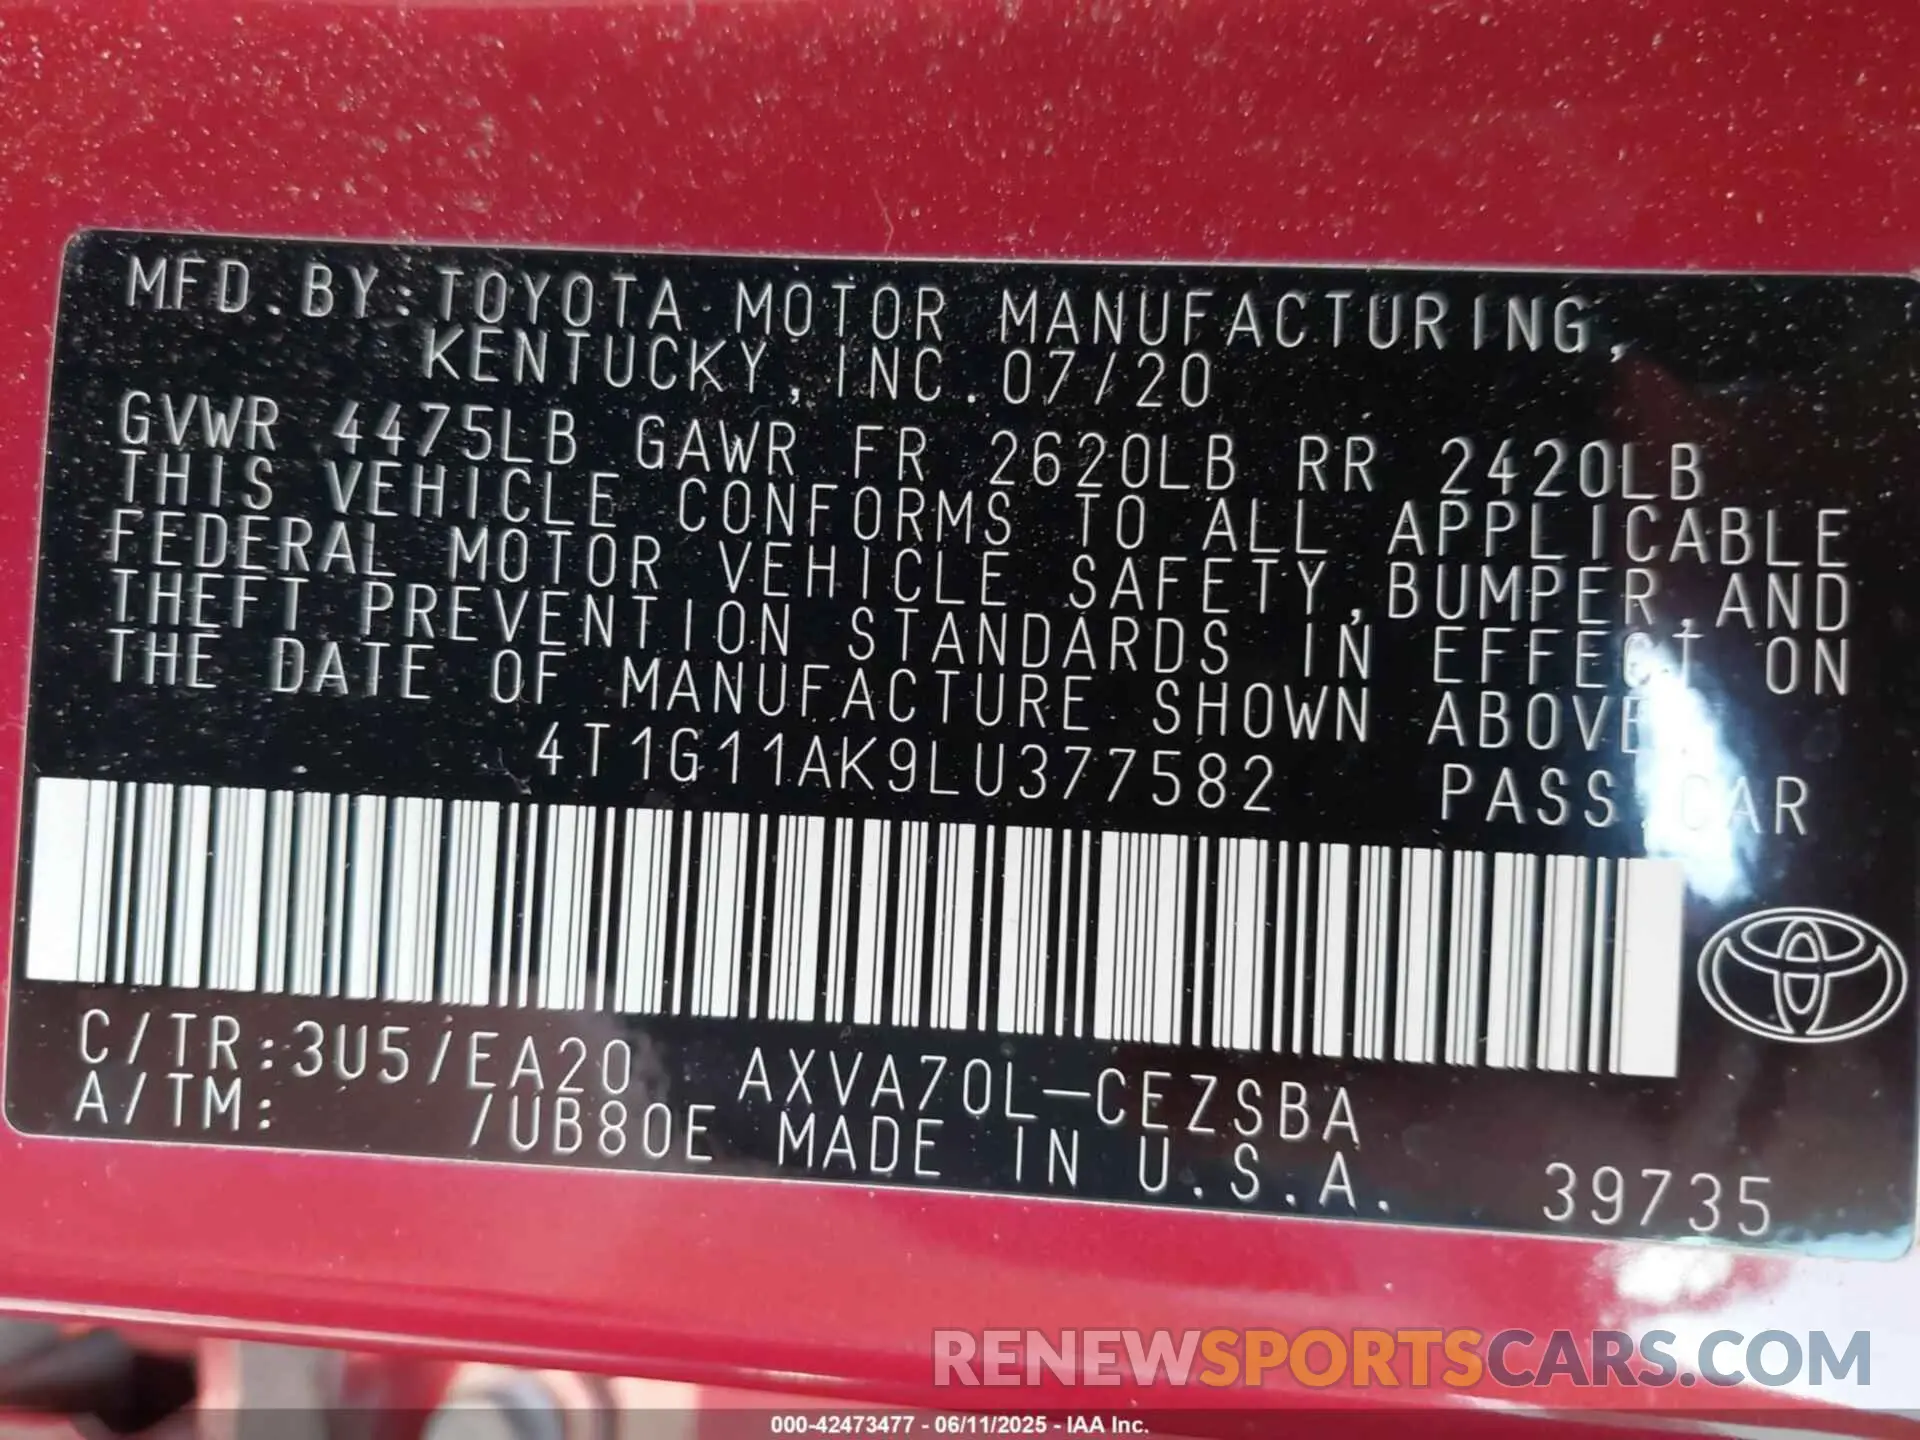 MFD.BY:TOYOTA MOTOR MANUFACTURING,
KENTUCKY,INC.07/20
GVWR 4475LB GAWR FR 2620LB RR 2420LB
THIS VEHICLE CONFORMS TO ALL APPLICABLE
FEDERAL MOTOR VEHICLE SAFETY,BUMPER,AND
THEFT PREVENTION STANDARDS IN EFFECT ON
THE DATE OF MANUFACTURE SHOWN ABOVE.
4T1G11AK9LU377582 PASS.CAR
C/TR:3U5/EA20 AXVA70L-CEZSBA
A/TM: /UB80E MADE IN U.S.A.
39735
RENEWSPORTSCARS.COM
000-42473477 - 06/11/2025 - IAA Inc.